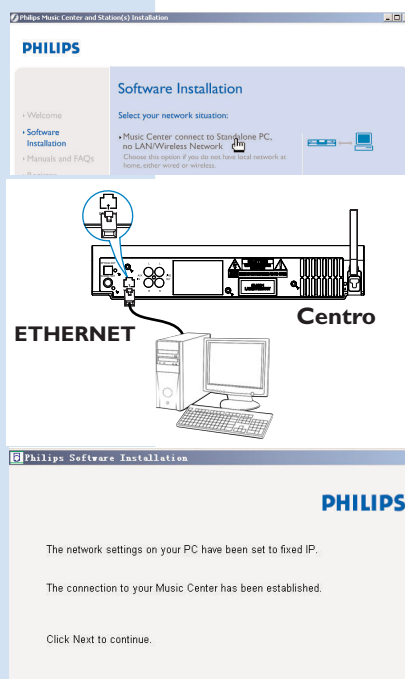 Philips Music Center and Station(s) Installation
PHILIPS
Software Installation
Welcome
Software
Installation
Manuals and FAQs
Select your network situation:
Music Center connect to Standalone PC,
no LAN/Wireless Network
Choose this option if you do not have local network at
home, either wired or wireless.
ETHERNET
Centro
Philips Software Installation
PHILIPS
The network settings on your PC have been set to fixed IP.
The connection to your Music Center has been established.
Click Next to continue.